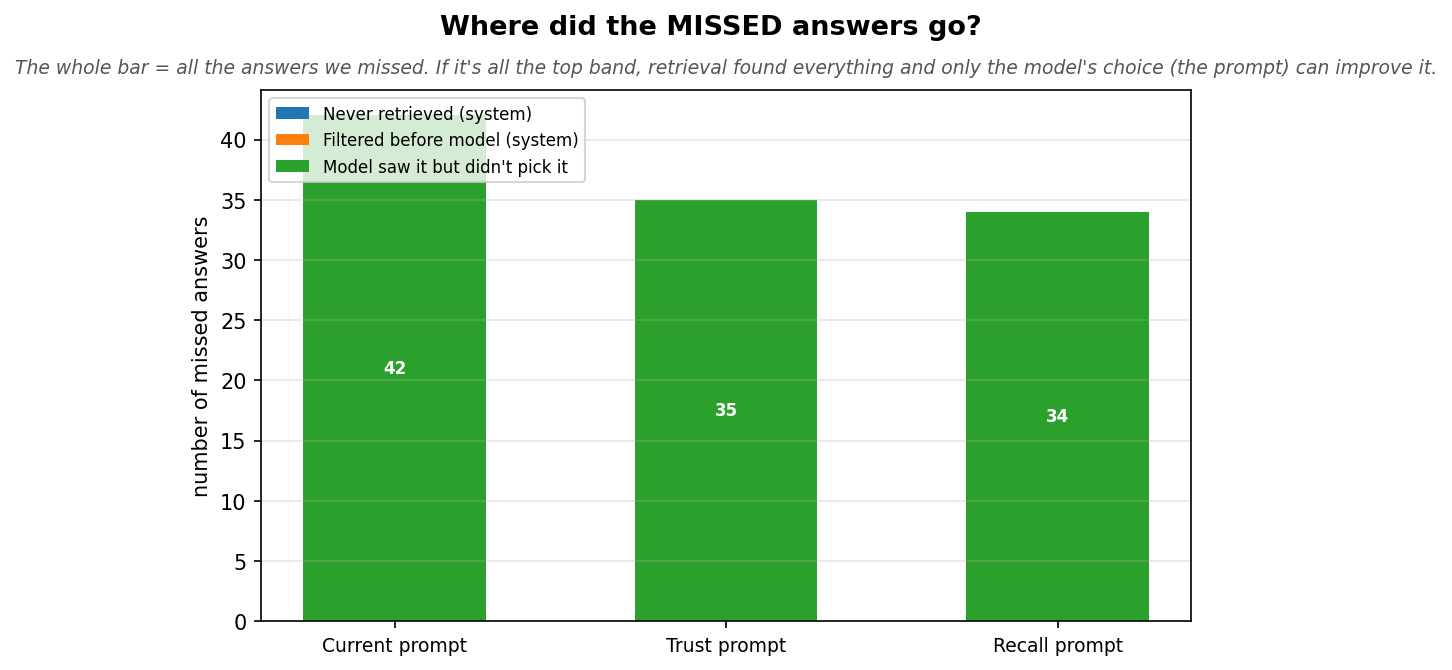 Where did the MISSED answers go?
The whole bar = all the answers we missed. If it's all the top band, retrieval found everything and only the model's choice (the prompt) can improve it.
Never retrieved (system)
Filtered before model (system)
Model saw it but didn't pick it
number of missed answers
40
35
30
25
20
15
10
5
0
42
35
34
Current prompt
Trust prompt
Recall prompt